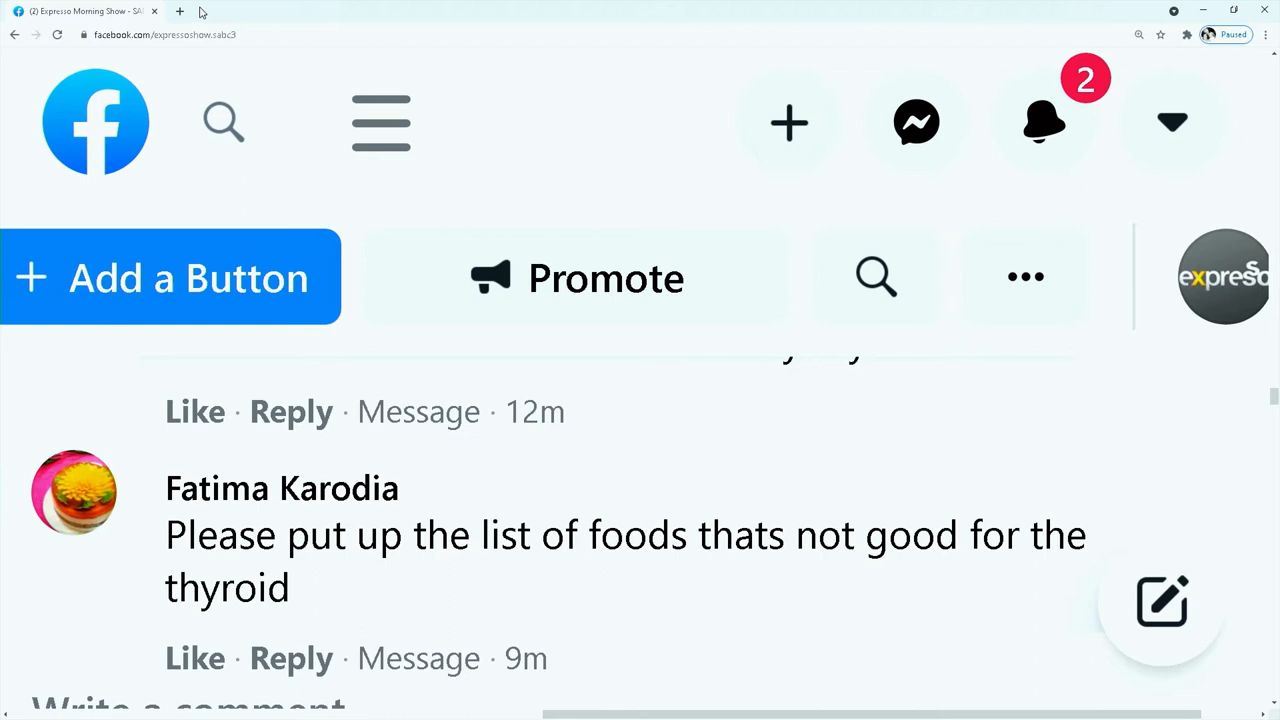 (2) Expresso Morning Show - SA
facebook.com/expressoshow.sabc3
Paused
2
+ Add a Button
Promote
expresso
Like · Reply · Message · 12m
Fatima Karodia
Please put up the list of foods thats not good for the
thyroid
Like · Reply · Message · 9m
Write a comment